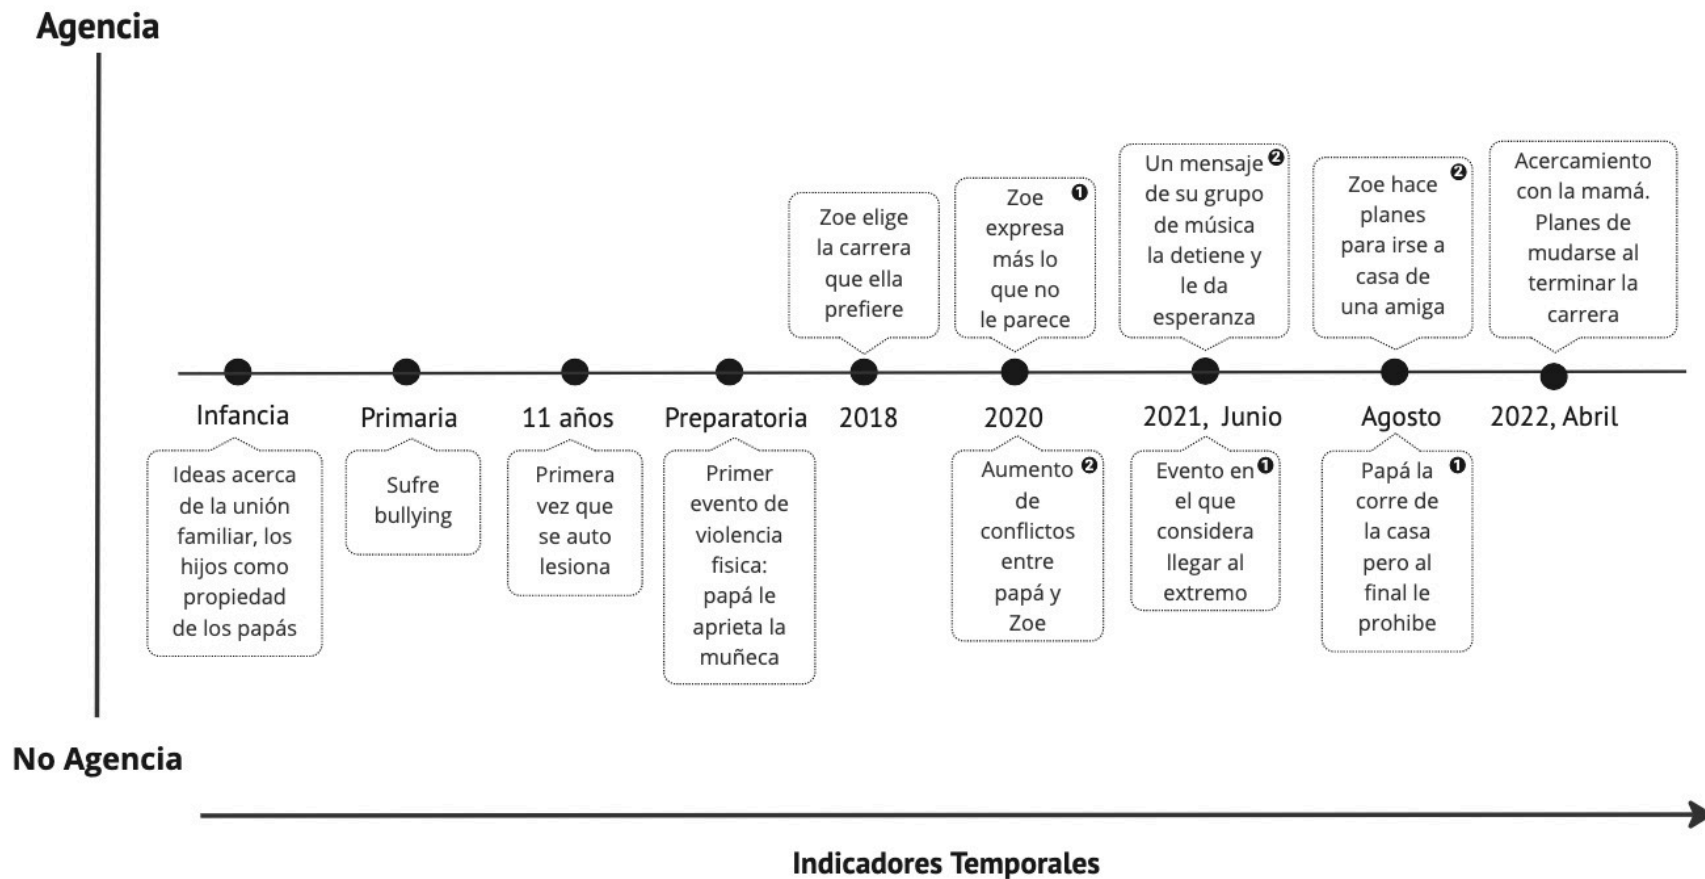 Agencia
Zoe elige
la carrera
que ella
prefiere
Zoe ❶
expresa
más lo
que no
le parece
Un mensaje ❷
de su grupo
de música
la detiene y
le da
esperanza
Zoe hace ❷
planes
para irse a
casa de
una amiga
Acercamiento
con la mamá.
Planes de
mudarse al
terminar la
carrera
Infancia
Primaria
11 años
Preparatoria
2018
2020
2021, Junio
Agosto
2022, Abril
Ideas acerca
de la unión
familiar, los
hijos como
propiedad
de los papás
Sufre
bullying
Primera
vez que
se auto
lesiona
Primer
evento de
violencia
fisica:
papá le
aprieta la
muñeca
Aumento ❷
de
conflictos
entre
papá y
Zoe
Evento en ❶
el que
considera
llegar al
extremo
Papá la ❶
corre de
la casa
pero al
final le
prohibe
No Agencia
Indicadores Temporales